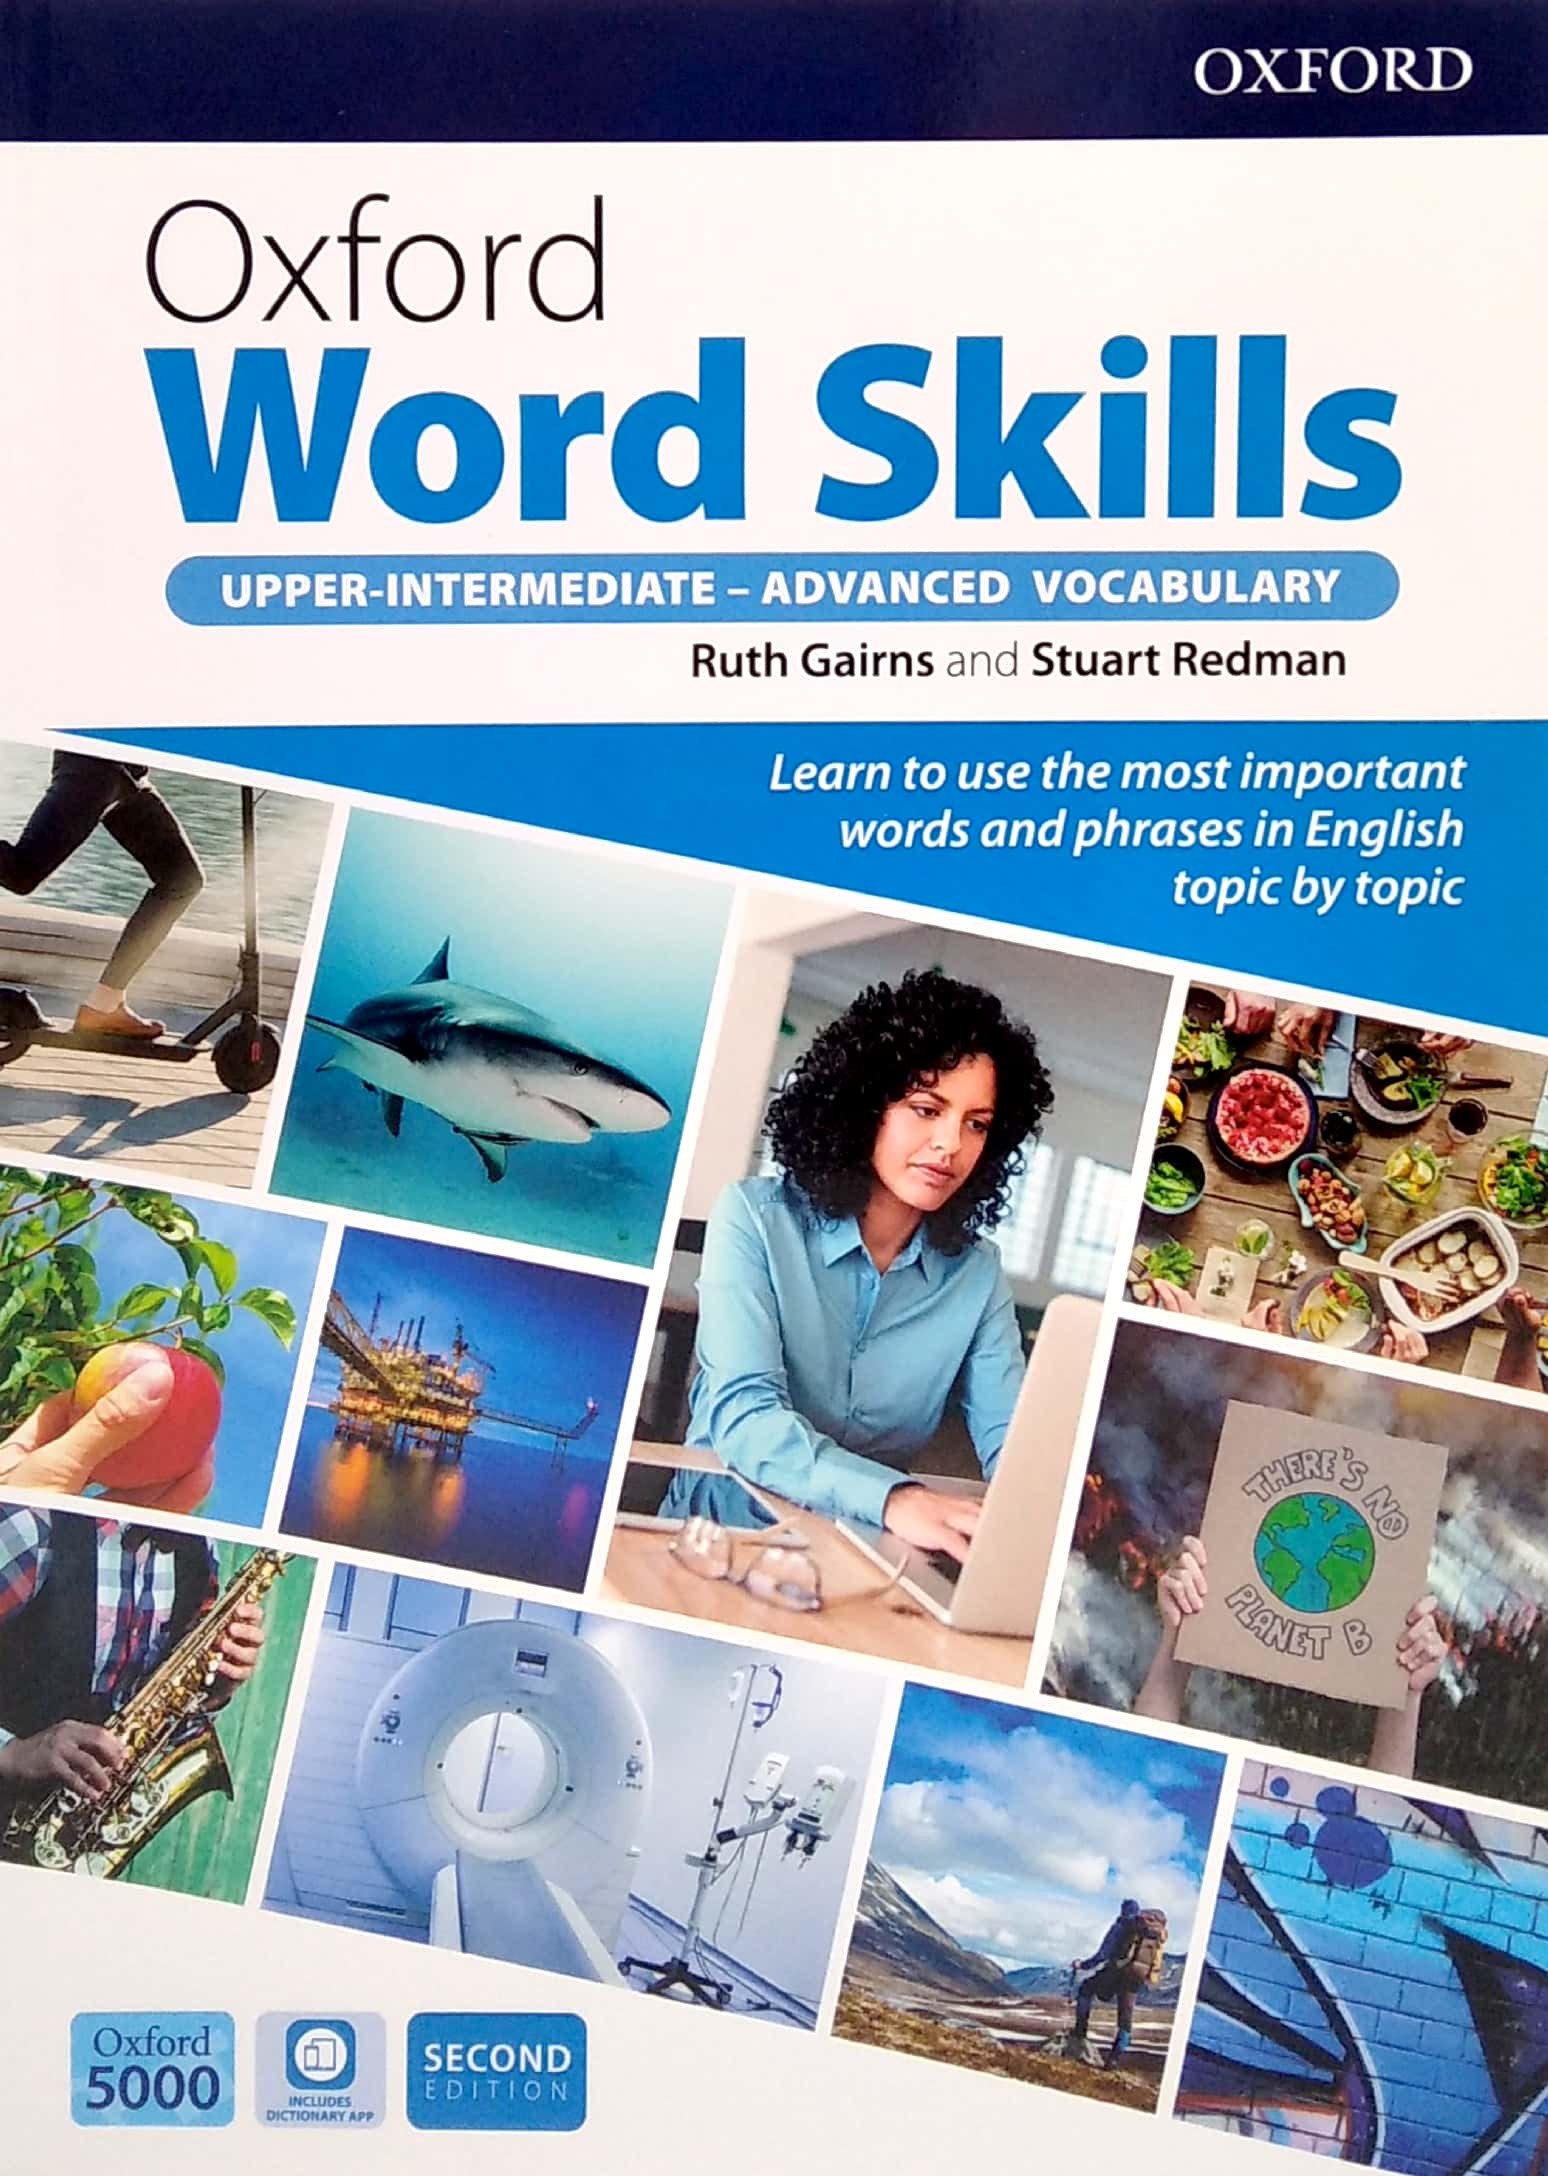 OXFORD
Oxford
Word Skills
UPPER-INTERMEDIATE – ADVANCED VOCABULARY
Ruth Gairns and Stuart Redman
Learn to use the most important
words and phrases in English
topic by topic
THERE'S NO
PLANET B
Oxford
5000
INCLUDES
DICTIONARY APP
SECOND
EDITION